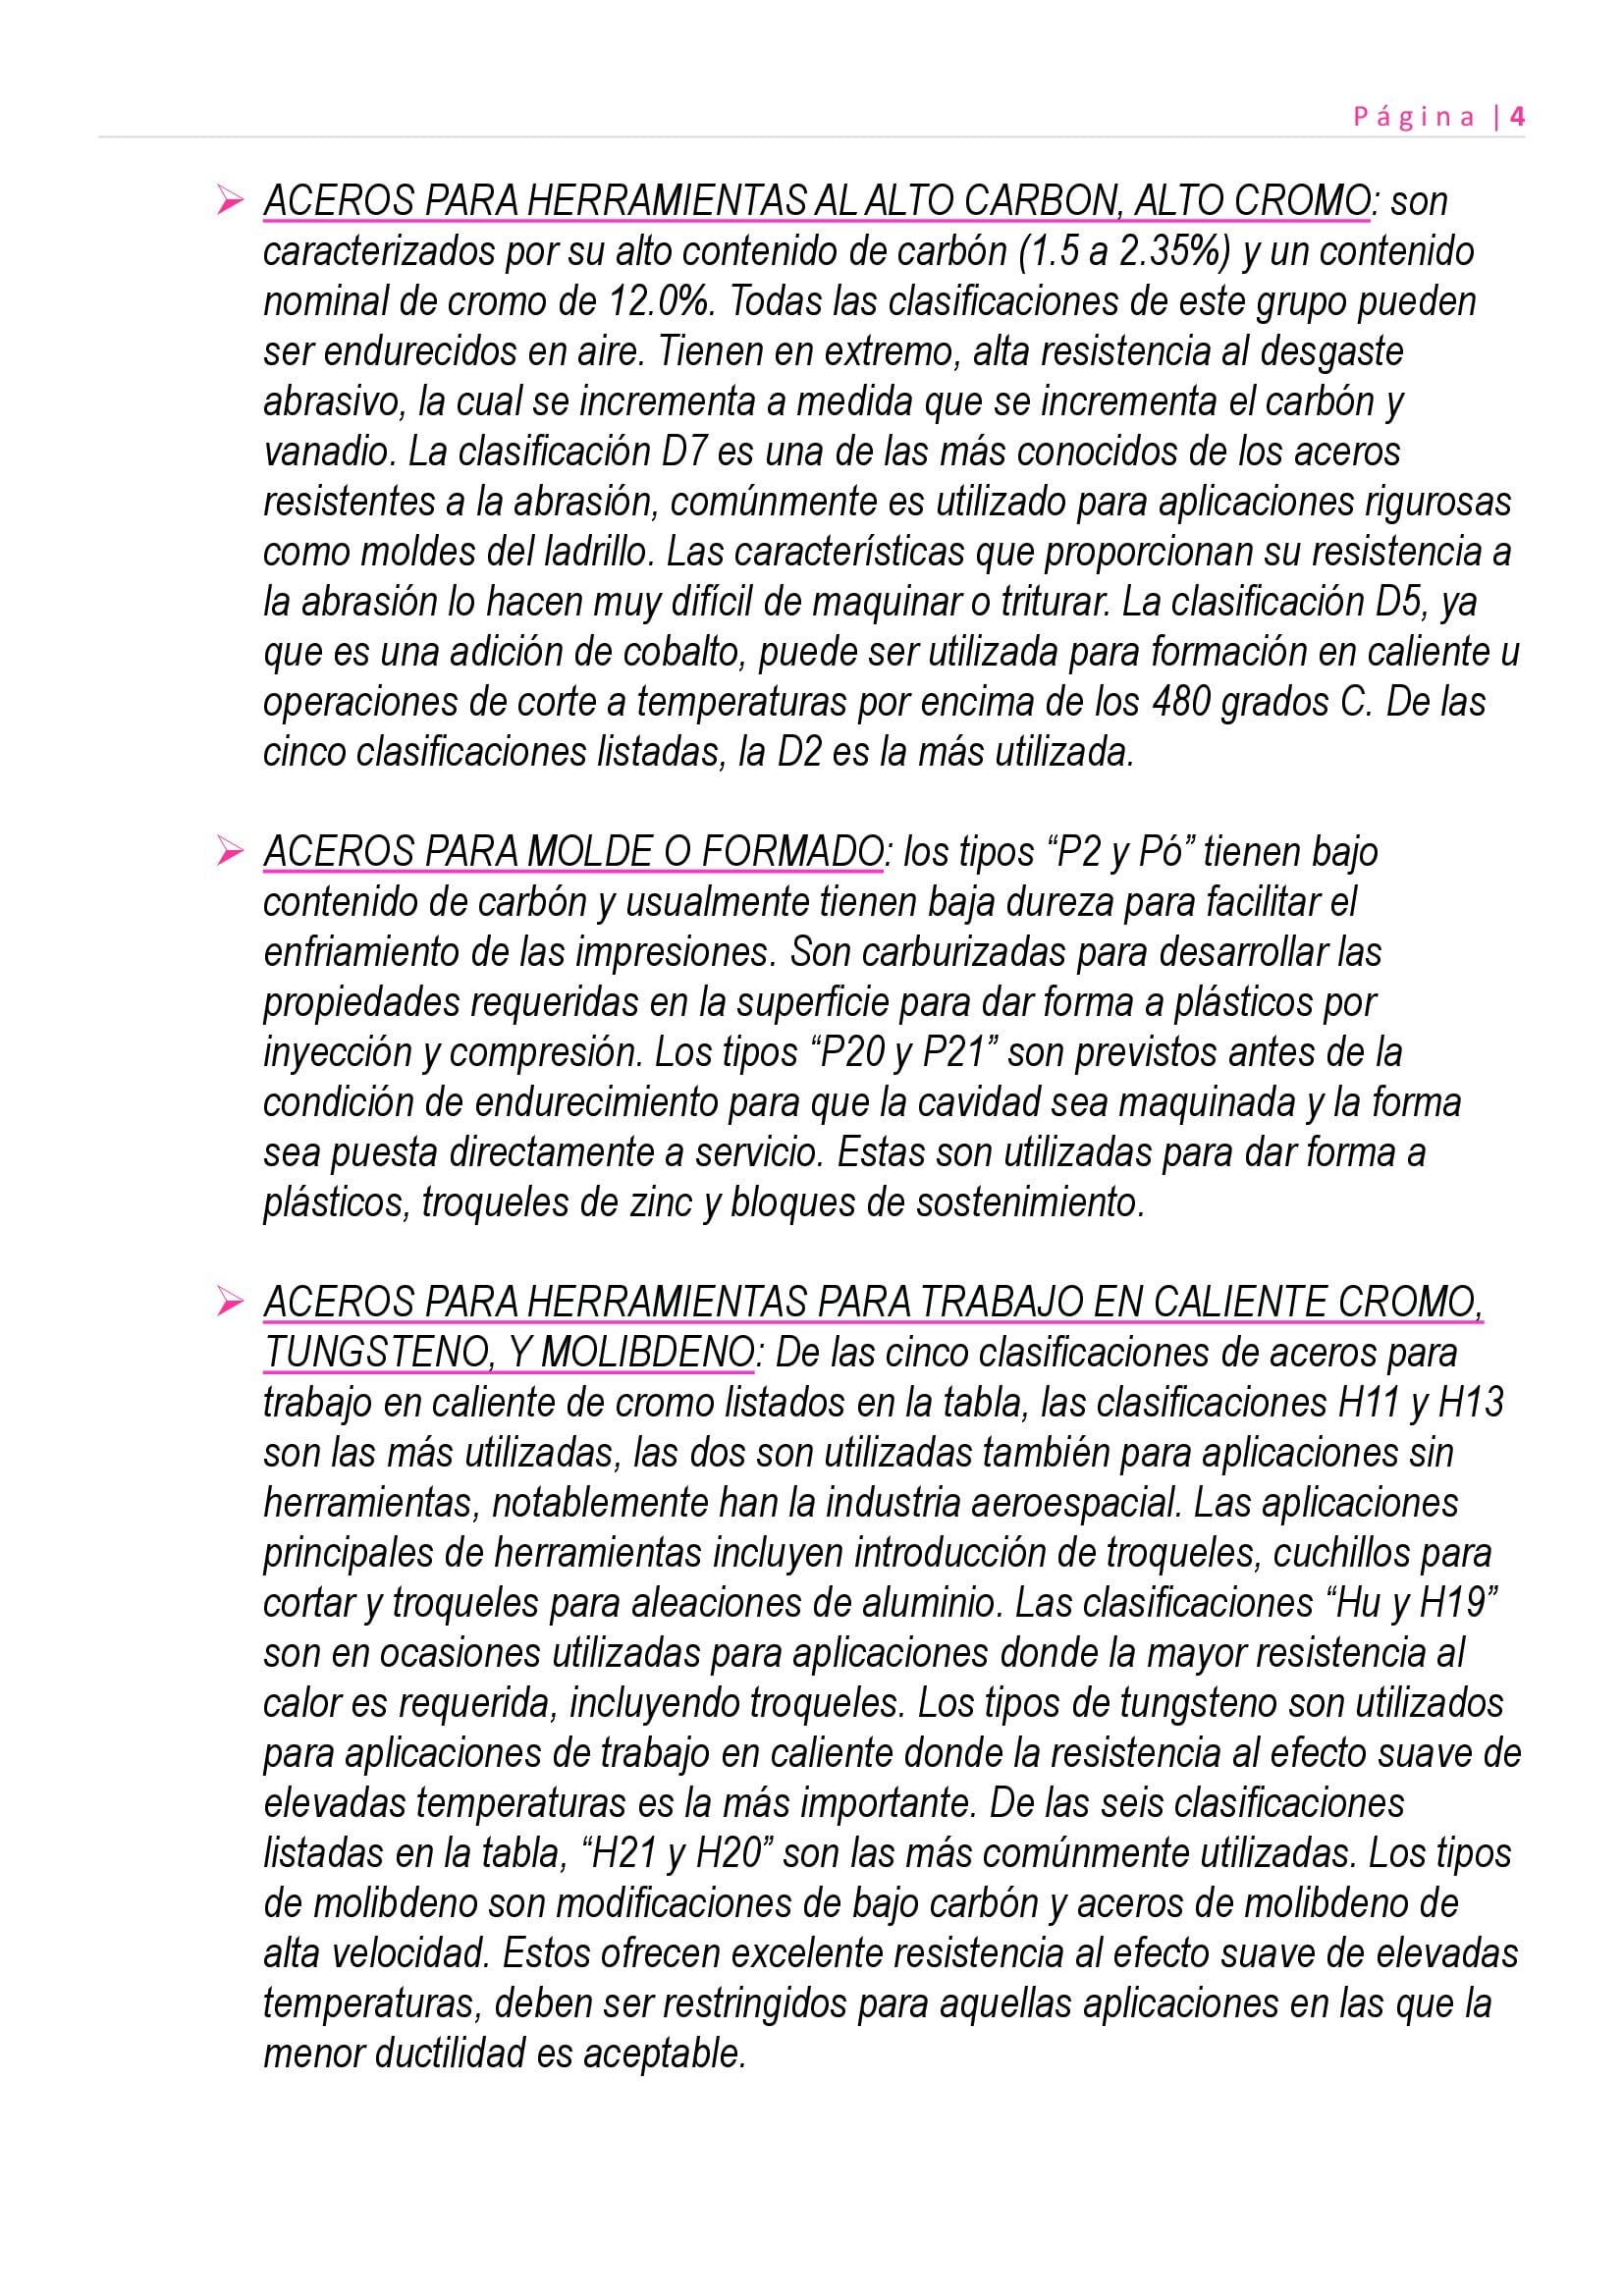 Página | 4
ACEROS PARA HERRAMIENTAS AL ALTO CARBON, ALTO CROMO: son
caracterizados por su alto contenido de carbón (1.5 a 2.35%) y un contenido
nominal de cromo de 12.0%. Todas las clasificaciones de este grupo pueden
ser endurecidos en aire. Tienen en extremo, alta resistencia al desgaste
abrasivo, la cual se incrementa a medida que se incrementa el carbón y
vanadio. La clasificación D7 es una de las más conocidos de los aceros
resistentes a la abrasión, comúnmente es utilizado para aplicaciones rigurosas
como moldes del ladrillo. Las características que proporcionan su resistencia a
la abrasión lo hacen muy difícil de maquinar o triturar. La clasificación D5, ya
que es una adición de cobalto, puede ser utilizada para formación en caliente u
operaciones de corte a temperaturas por encima de los 480 grados C. De las
cinco clasificaciones listadas, la D2 es la más utilizada.
ACEROS PARA MOLDE O FORMADO: los tipos “P2 y Pó” tienen bajo
contenido de carbón y usualmente tienen baja dureza para facilitar el
enfriamiento de las impresiones. Son carburizadas para desarrollar las
propiedades requeridas en la superficie para dar forma a plásticos por
inyección y compresión. Los tipos “P20 y P21” son previstos antes de la
condición de endurecimiento para que la cavidad sea maquinada y la forma
sea puesta directamente a servicio. Estas son utilizadas para dar forma a
plásticos, troqueles de zinc y bloques de sostenimiento.
ACEROS PARA HERRAMIENTAS PARA TRABAJO EN CALIENTE CROMO,
TUNGSTENO, Y MOLIBDENO: De las cinco clasificaciones de aceros para
trabajo en caliente de cromo listados en la tabla, las clasificaciones H11 y H13
son las más utilizadas, las dos son utilizadas también para aplicaciones sin
herramientas, notablemente han la industria aeroespacial. Las aplicaciones
principales de herramientas incluyen introducción de troqueles, cuchillos para
cortar y troqueles para aleaciones de aluminio. Las clasificaciones “Hu y H19”
son en ocasiones utilizadas para aplicaciones donde la mayor resistencia al
calor es requerida, incluyendo troqueles. Los tipos de tungsteno son utilizados
para aplicaciones de trabajo en caliente donde la resistencia al efecto suave de
elevadas temperaturas es la más importante. De las seis clasificaciones
listadas en la tabla, “H21 y H20” son las más comúnmente utilizadas. Los tipos
de molibdeno son modificaciones de bajo carbón y aceros de molibdeno de
alta velocidad. Estos ofrecen excelente resistencia al efecto suave de elevadas
temperaturas, deben ser restringidos para aquellas aplicaciones en las que la
menor ductilidad es aceptable.